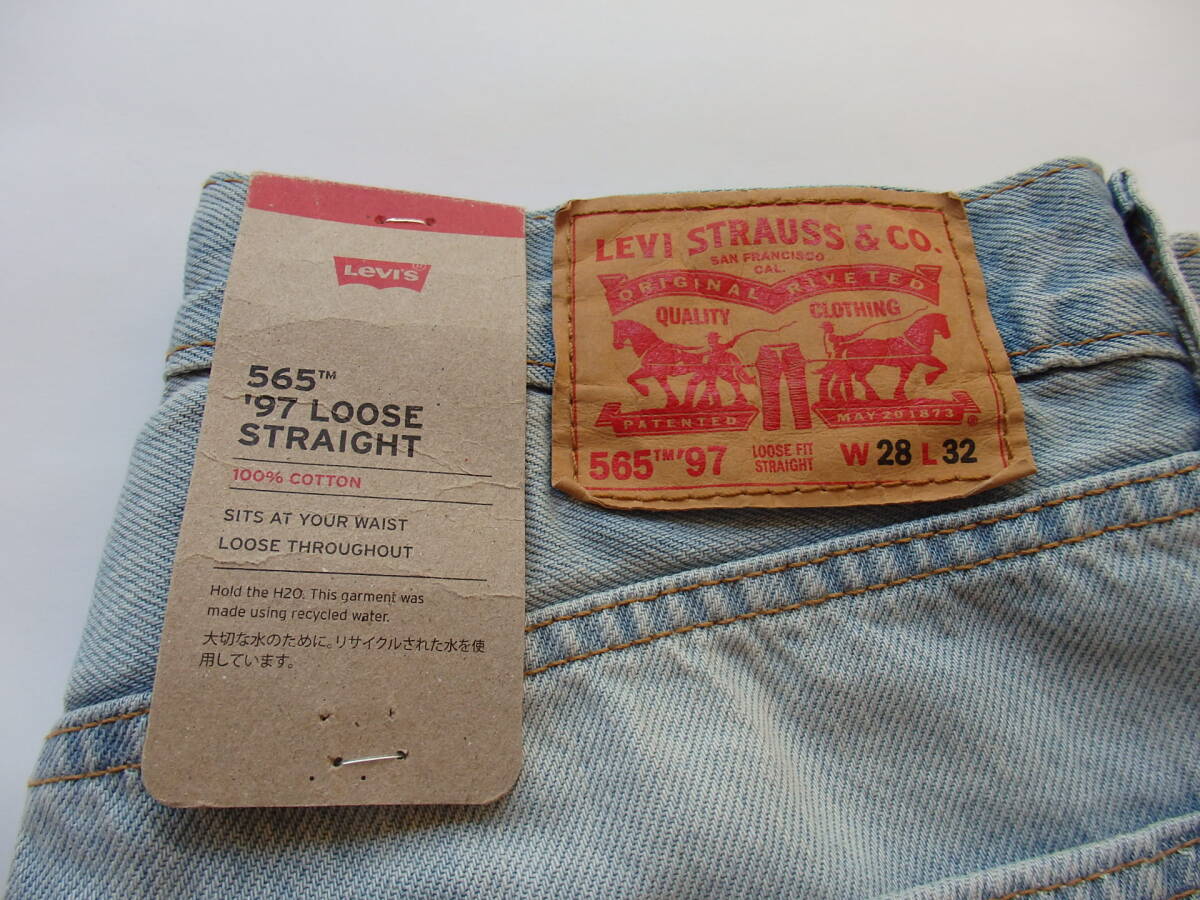 Levi's
565™
'97 LOOSE
STRAIGHT
100% COTTON
SITS AT YOUR WAIST
LOOSE THROUGHOUT
Hold the H2O. This garment was
made using recycled water.
大切な水のために。リサイクルされた水を使
用しています。
LEVI STRAUSS & CO.
SAN FRANCISCO
CAL.
ORIGINAL RIVETED
QUALITY CLOTHING
PATENTED MAY 20 1873 ®
565™'97 LOOSE FIT
STRAIGHT W 28 L 32